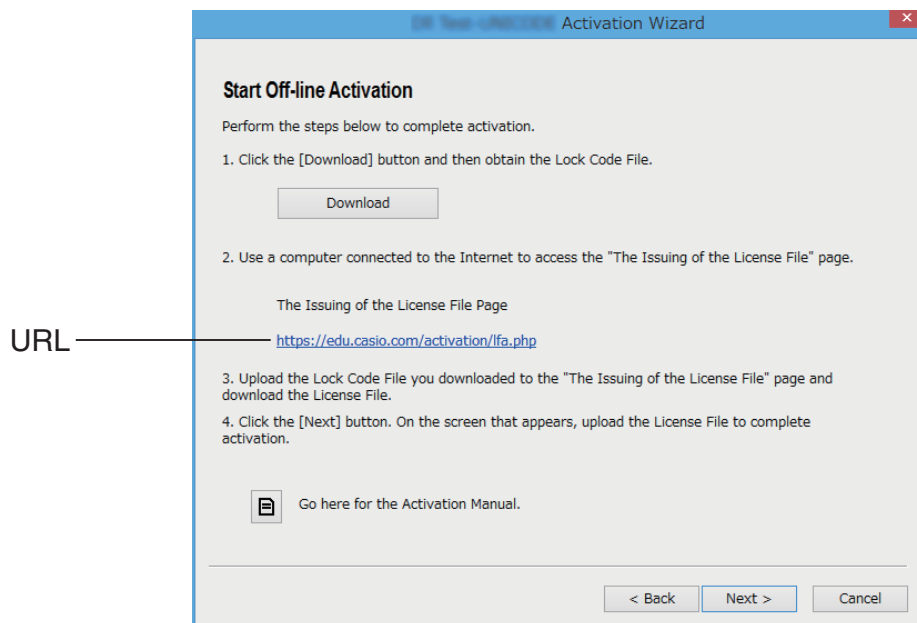 Activation Wizard
Start Off-line Activation
Perform the steps below to complete activation.
1. Click the [Download] button and then obtain the Lock Code File.
Download
2. Use a computer connected to the Internet to access the "The Issuing of the License File" page.
The Issuing of the License File Page
URL
https://edu.casio.com/activation/lfa.php
3. Upload the Lock Code File you downloaded to the "The Issuing of the License File" page and
download the License File.
4. Click the [Next] button. On the screen that appears, upload the License File to complete
activation.
Go here for the Activation Manual.
< Back
Next >
Cancel